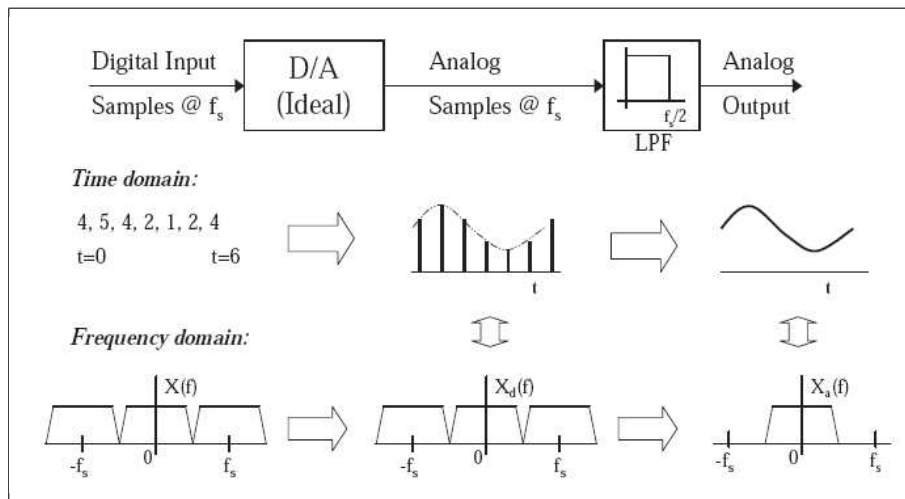 Digital Input
Samples @ fs
D/A
(Ideal)
Analog
Samples @ fs
fs/2
LPF
Analog
Output
Time domain:
4, 5, 4, 2, 1, 2, 4
t=0 t=6
t
t
Frequency domain:
X(f)
-fs 0 fs
Xd(f)
-fs 0 fs
Xa(f)
-fs 0 fs